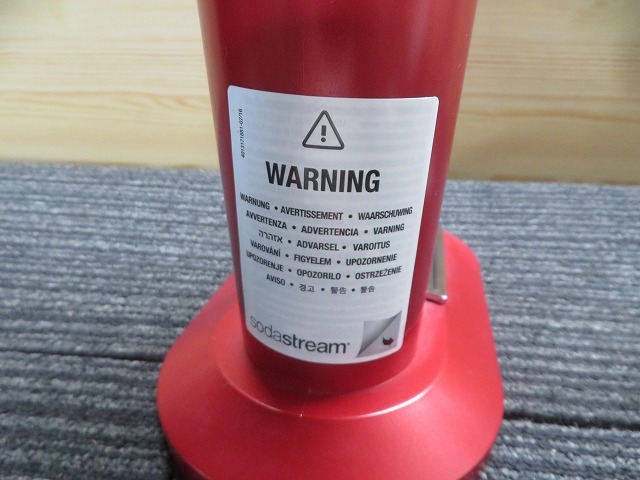 WARNING
WARNUNG • AVERTISSEMENT • WAARSCHUWING
AVVERTENZA • ADVERTENCIA • VARNING
אזהרה • ADVARSEL • VAROITUS
VAROVÁNÍ • FIGYELEM • UPOZORNENIE
UPOZORENJE • OPOZORILO • OSTRZEŻENIE
AVISO • 경고 • 警告 • 警告
sodastream